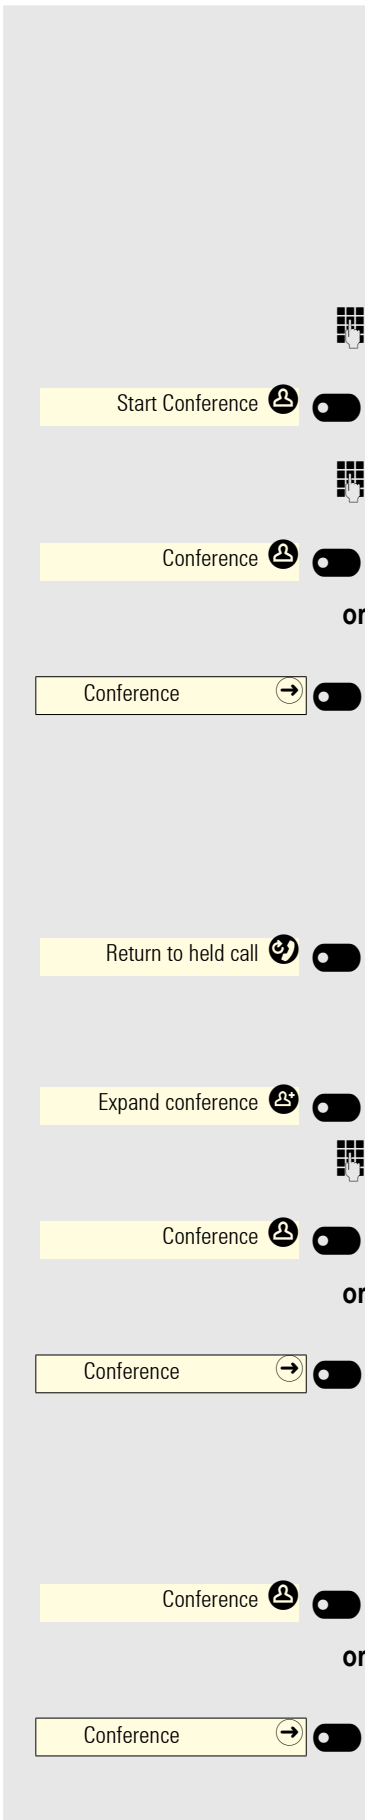 Start Conference
Conference
or
Conference
Return to held call
Expand conference
Conference
or
Conference
Conference
or
Conference